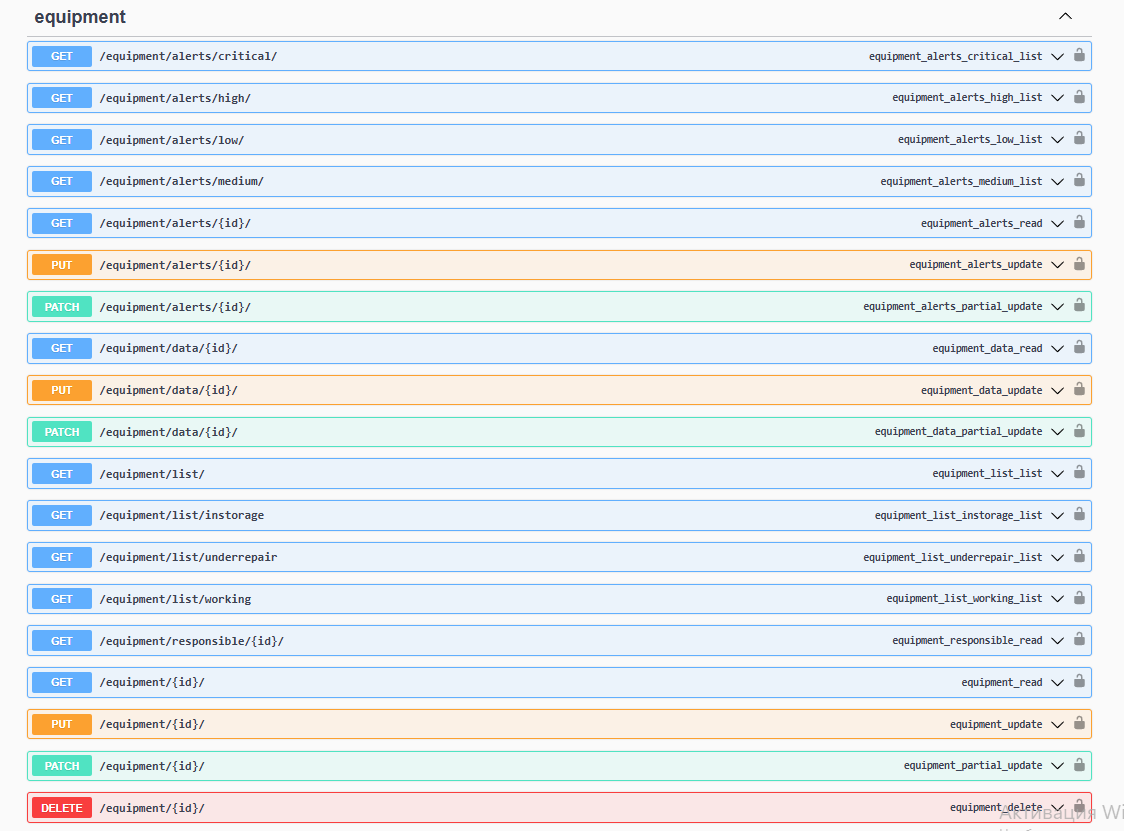 equipment
GET /equipment/alerts/critical/ equipment_alerts_critical_list
GET /equipment/alerts/high/ equipment_alerts_high_list
GET /equipment/alerts/low/ equipment_alerts_low_list
GET /equipment/alerts/medium/ equipment_alerts_medium_list
GET /equipment/alerts/{id}/ equipment_alerts_read
PUT /equipment/alerts/{id}/ equipment_alerts_update
PATCH /equipment/alerts/{id}/ equipment_alerts_partial_update
GET /equipment/data/{id}/ equipment_data_read
PUT /equipment/data/{id}/ equipment_data_update
PATCH /equipment/data/{id}/ equipment_data_partial_update
GET /equipment/list/ equipment_list_list
GET /equipment/list/instorage equipment_list_instorage_list
GET /equipment/list/underrepair equipment_list_underrepair_list
GET /equipment/list/working equipment_list_working_list
GET /equipment/responsible/{id}/ equipment_responsible_read
GET /equipment/{id}/ equipment_read
PUT /equipment/{id}/ equipment_update
PATCH /equipment/{id}/ equipment_partial_update
DELETE /equipment/{id}/ equipment_delete
Активация Wi